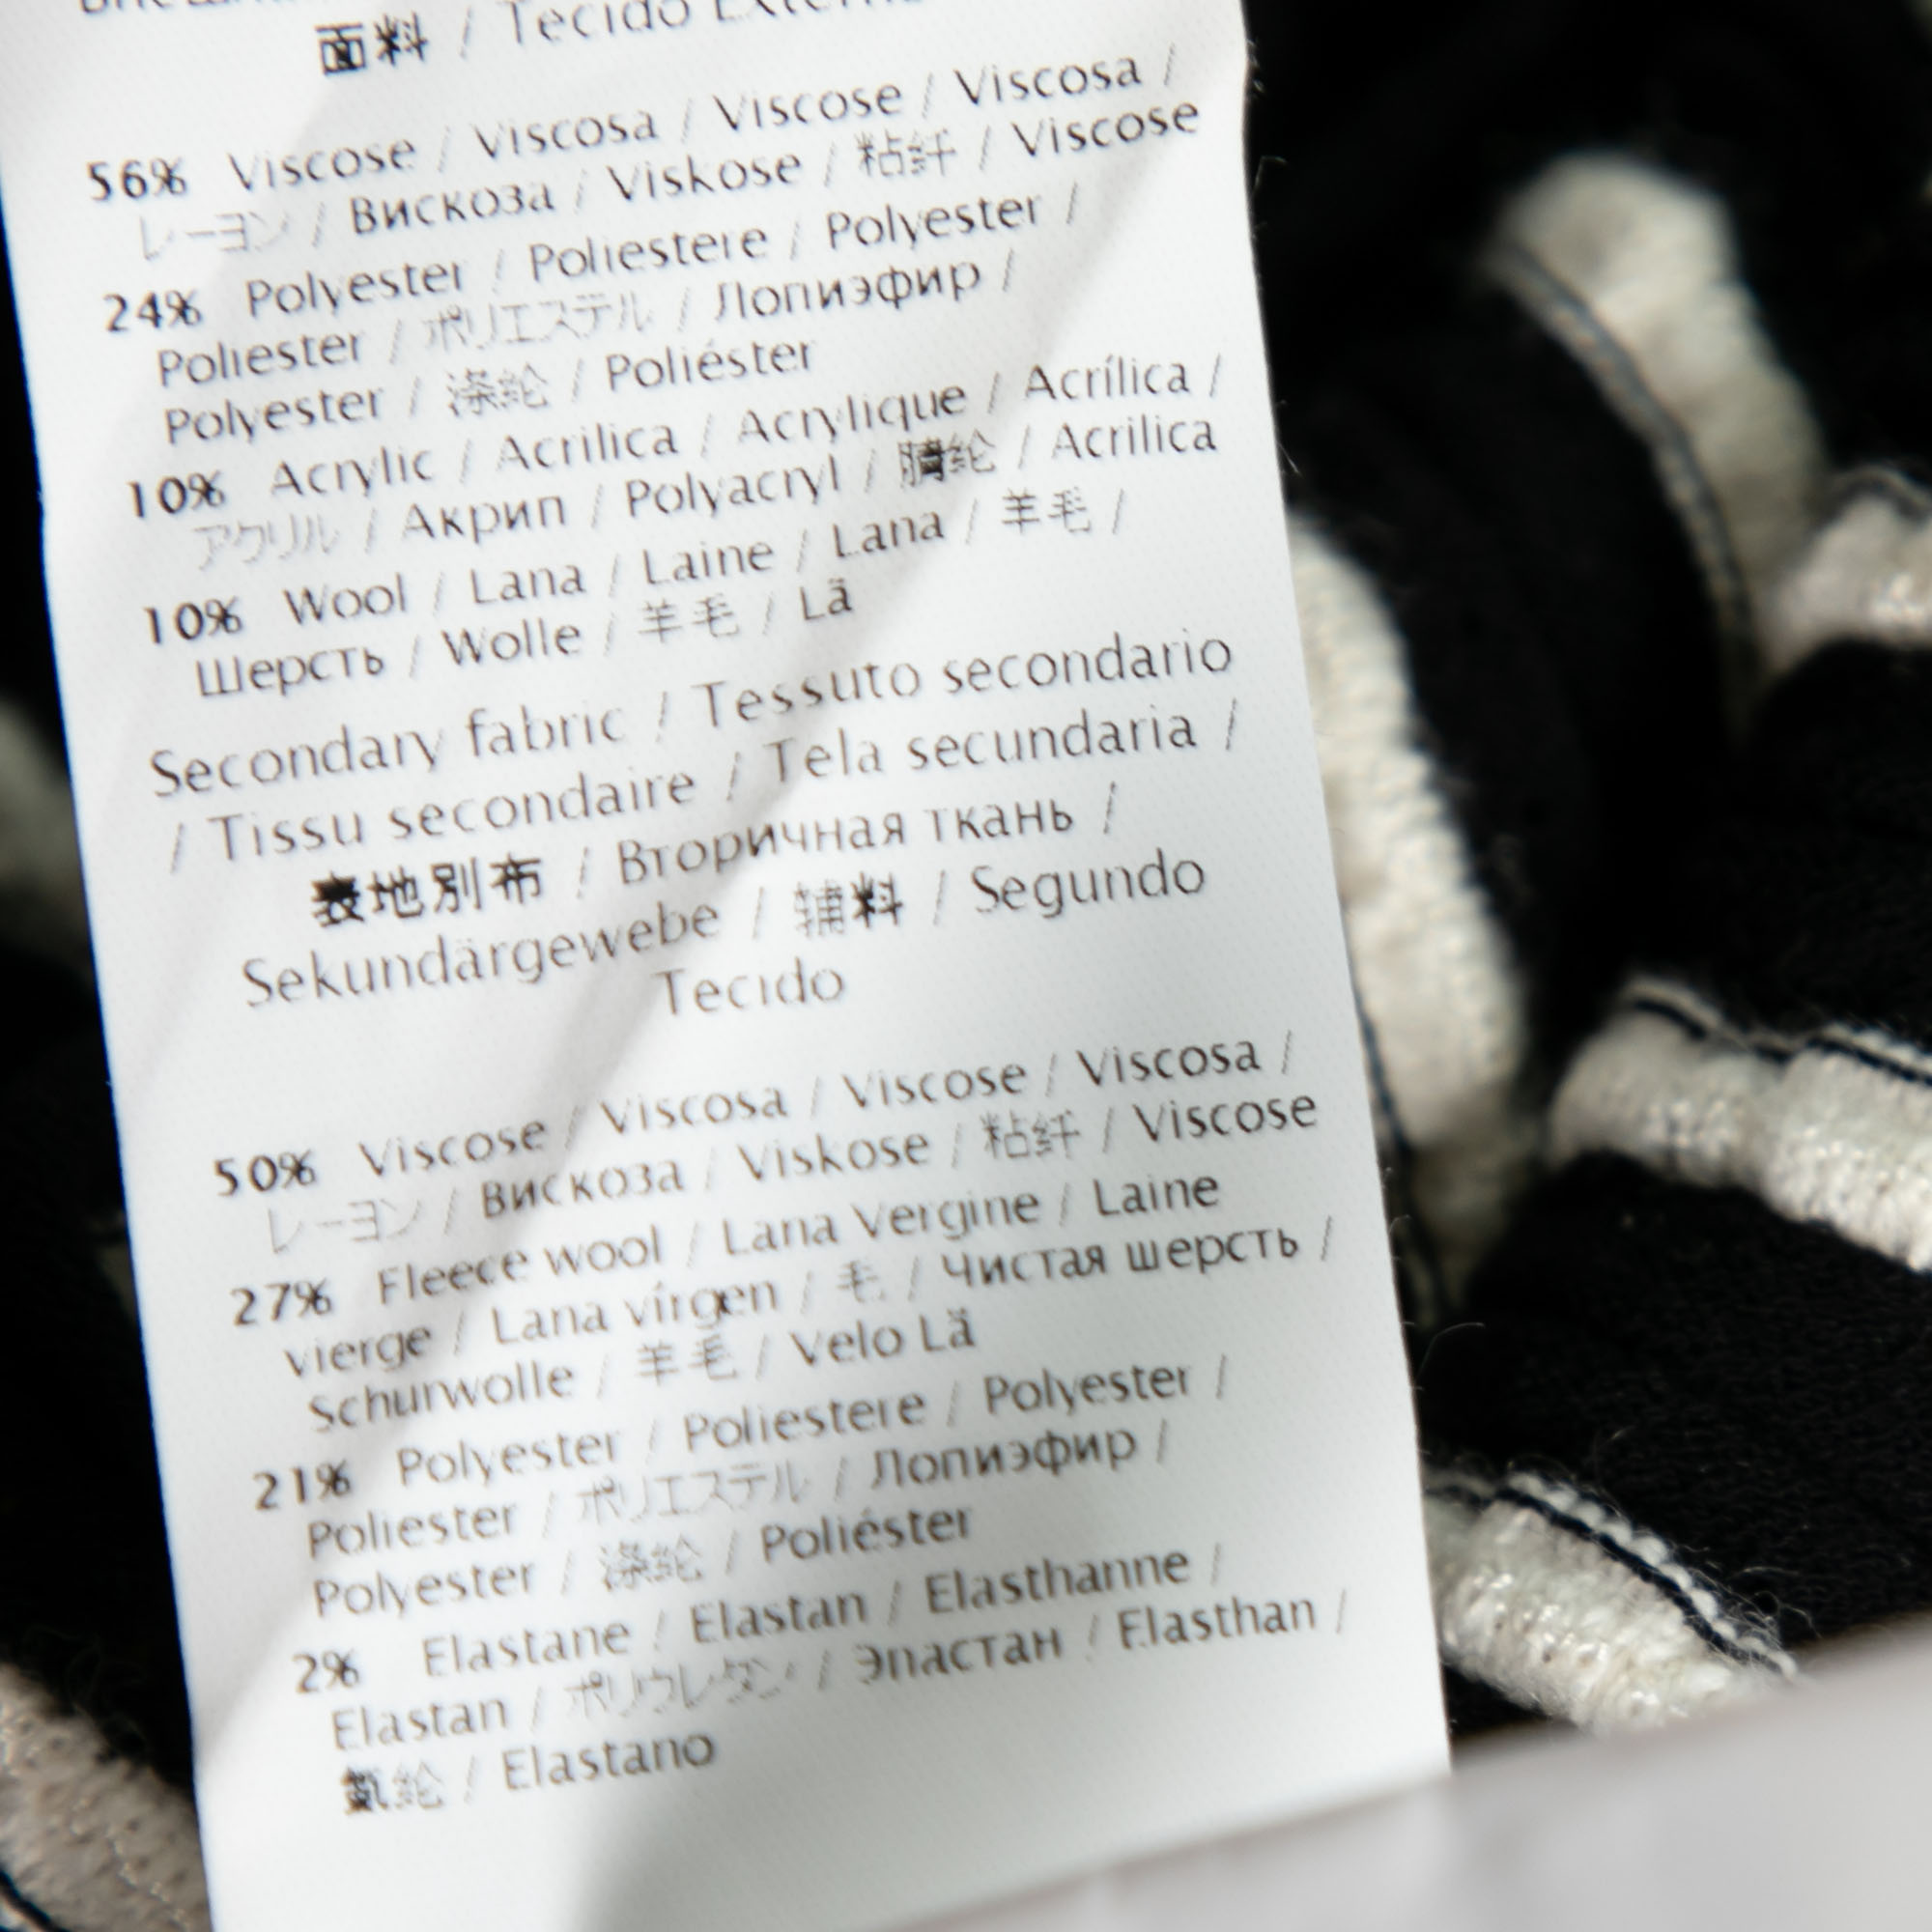 面料 / Tecido
56% Viscose / Viscosa / Viscose / Viscosa /
レーヨン / Вискоза / Viskose / 粘纤 / Viscose
24% Polyester / Poliestere / Polyester /
Poliester / ポリエステル / Полиэфир /
Polyester / 涤纶 / Poliéster
10% Acrylic / Acrilica / Acrylique / Acrílica /
アクリル / Акрил / Polyacryl / 腈纶 / Acrilica
10% Wool / Lana / Laine / Lana / 羊毛 /
Шерсть / Wolle / 羊毛 / Lã
Secondary fabric / Tessuto secondario
/ Tissu secondaire / Tela secundaria /
表地別布 / Вторичная ткань /
Sekundärgewebe / 辅料 / Segundo
Tecido
50% Viscose / Viscosa / Viscose / Viscosa /
レーヨン / Вискоза / Viskose / 粘纤 / Viscose
27% Fleece wool / Lana Vergine / Laine
vierge / Lana vírgen / 毛 / Чистая шерсть /
Schurwolle / 羊毛 / Velo Lã
21% Polyester / Poliestere / Polyester /
Poliester / ポリエステル / Полиэфир /
Polyester / 涤纶 / Poliéster
2% Elastane / Elastan / Elasthanne /
Elastan / ポリウレタン / Эластан / Elasthan /
氨纶 / Elastano